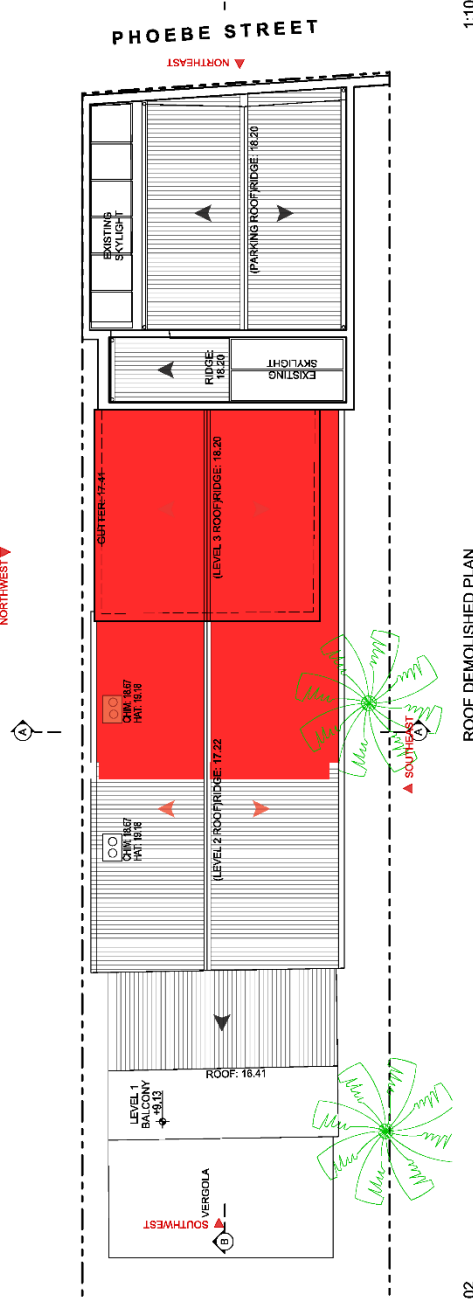 1:10
PHOEBE STREET
NORTHEAST
(PARKING ROOF)RIDGE: 18.20
EXISTING
SKYLIGHT
RIDGE:
18.20
EXISTING
SKYLIGHT
GUTTER: 17.41
(LEVEL 3 ROOF)RIDGE: 18.20
NORTHWEST
CHIM: 18.67
HAT: 19.18
A
A
SOUTHEAST
ROOF DEMOLISHED PLAN
(LEVEL 2 ROOF)RIDGE: 17.22
CHIM: 18.67
HAT: 19.18
ROOF: 16.41
LEVEL 1
BALCONY
+9.13
VERGOLA
SOUTHWEST
B
02